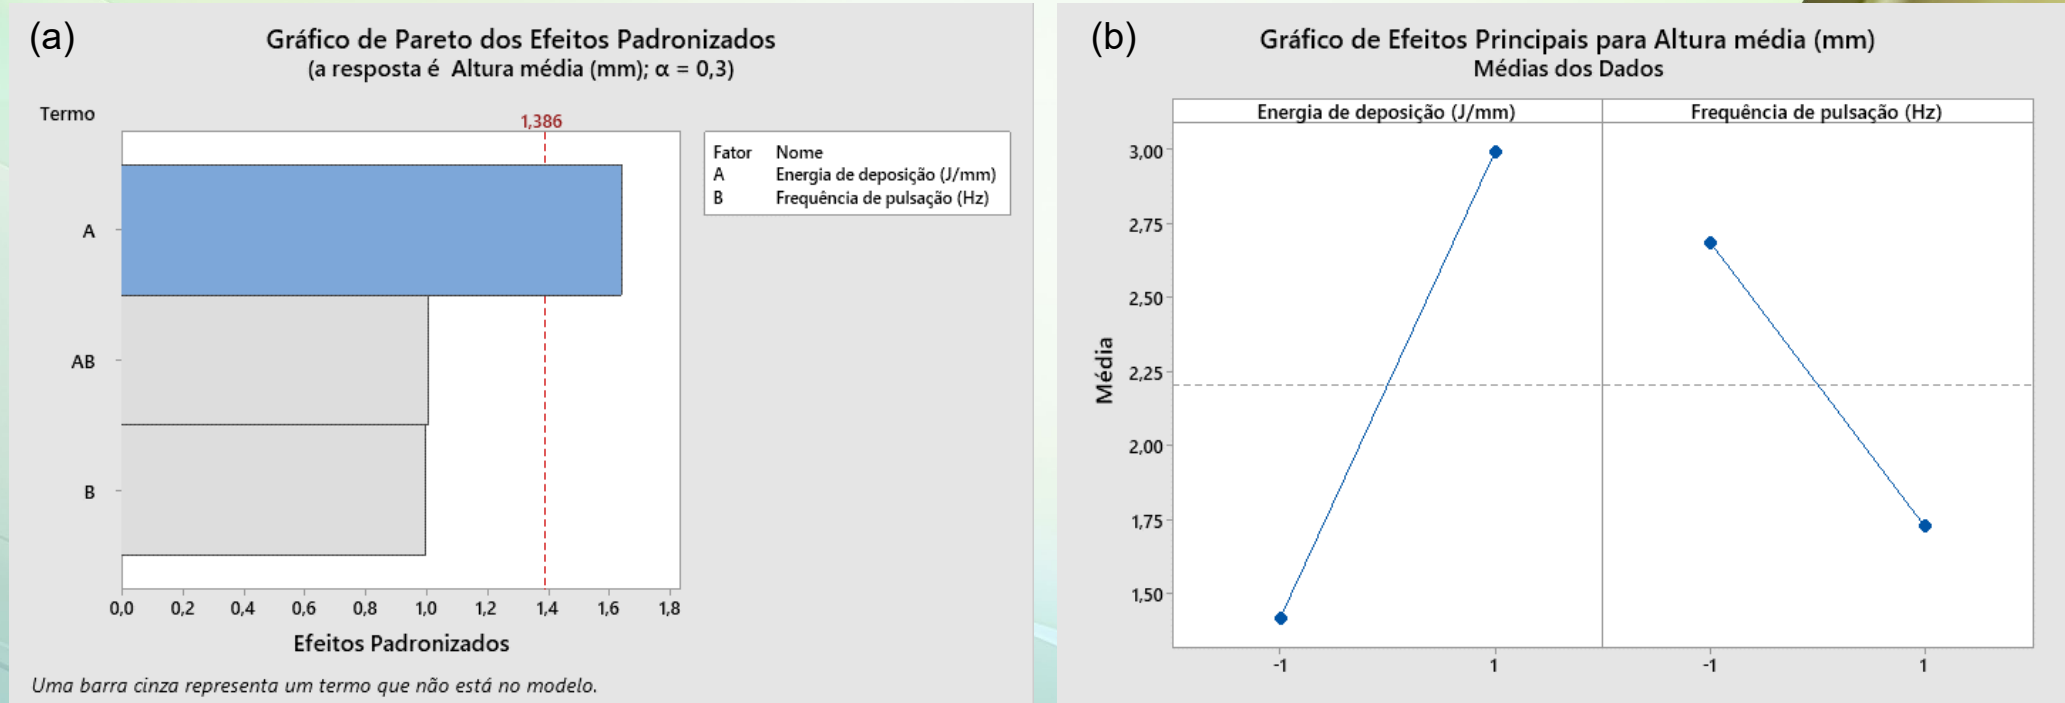 (a)
Gráfico de Pareto dos Efeitos Padronizados
(a resposta é Altura média (mm); α = 0,3)
Termo
1,386
A
AB
B
0,0 0,2 0,4 0,6 0,8 1,0 1,2 1,4 1,6 1,8
Efeitos Padronizados
Fator Nome
A Energia de deposição (J/mm)
B Frequência de pulsação (Hz)
Uma barra cinza representa um termo que não está no modelo.
(b)
Gráfico de Efeitos Principais para Altura média (mm)
Médias dos Dados
Energia de deposição (J/mm) Frequência de pulsação (Hz)
Média
3,00
2,75
2,50
2,25
2,00
1,75
1,50
-1 1 -1 1